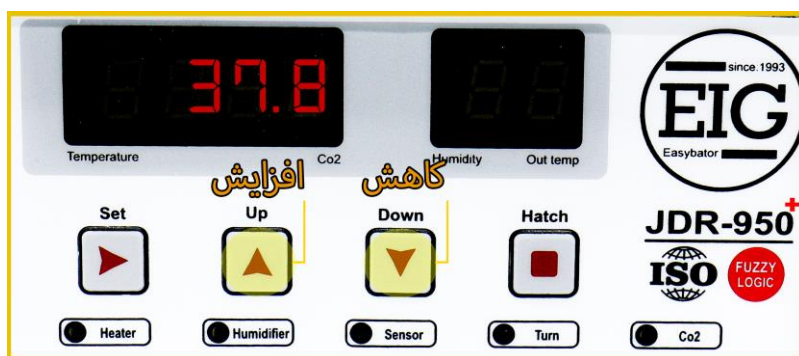 37.8
Temperature Co2
Humidity Out temp
since.1993
EIG
Easybator
افزایش
کاهش
Set Up Down Hatch
JDR-950+
ISO
FUZZY
LOGIC
Heater Humidifier Sensor Turn Co2